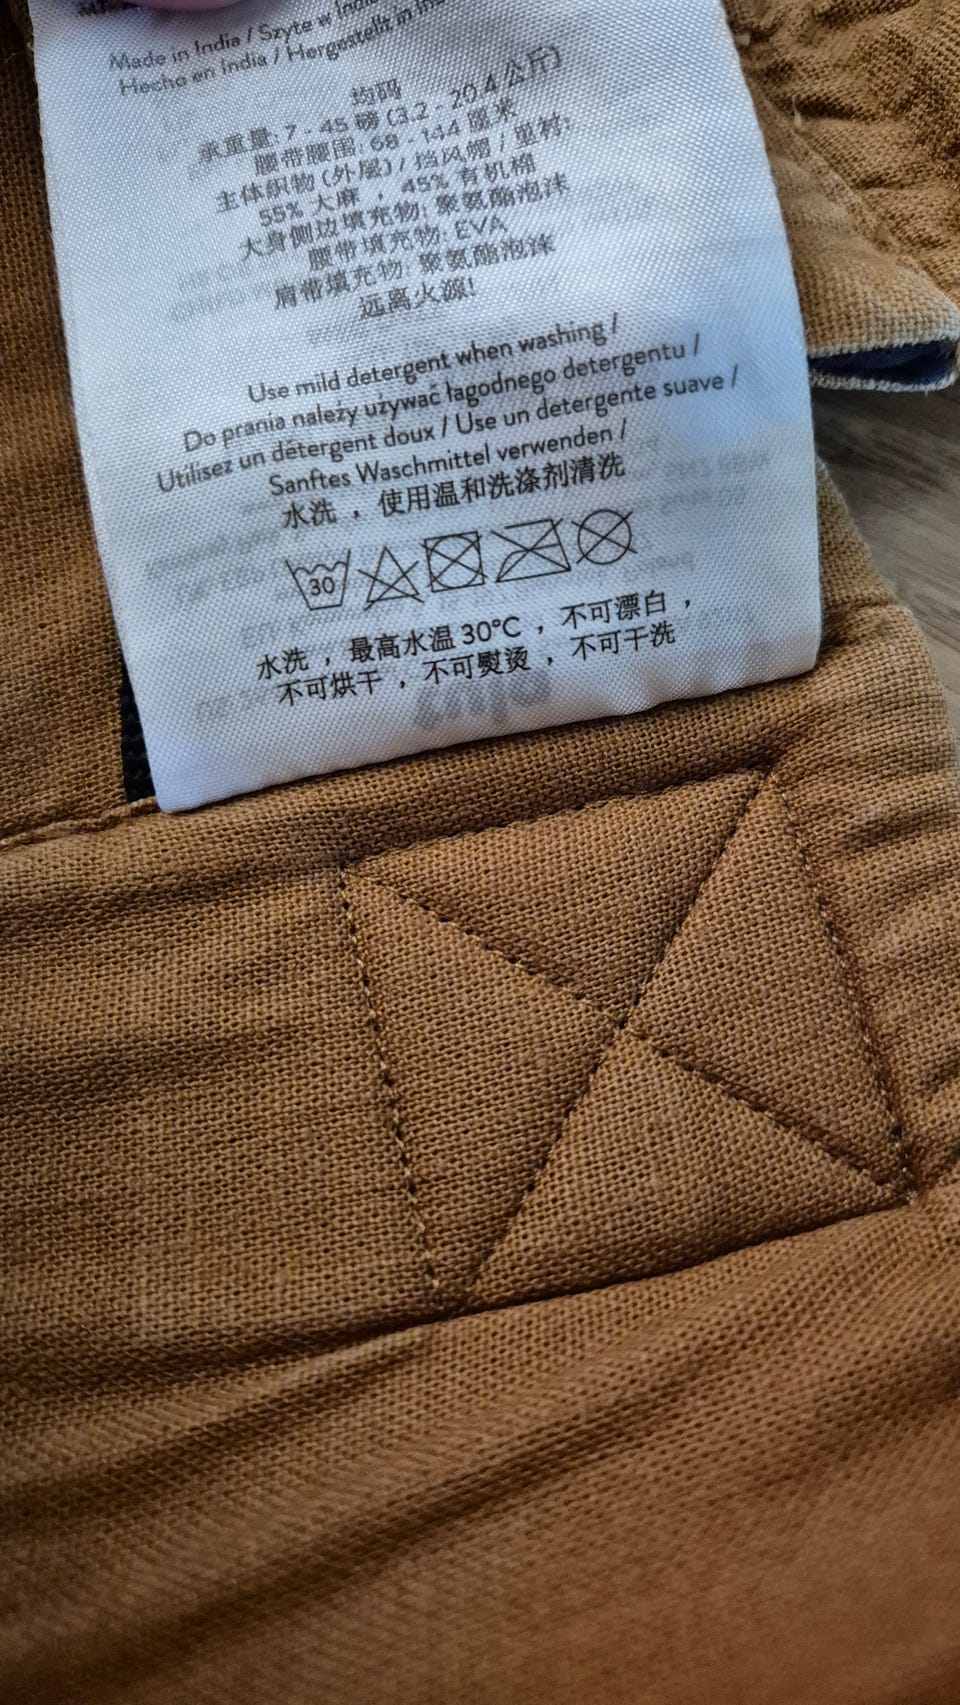 Made in India / Szyte w
Hecho en India / Hergestellt in
均码
承重量: 7 - 45 磅 (3.2 - 20.4 公斤)
腰带腰围: 68 - 144 厘米
主体织物 (外层) / 挡风帽 / 里衬:
55% 大麻 , 45% 有机棉
大身侧边填充物: 聚氨酯泡沫
腰带填充物: EVA
肩带填充物: 聚氨酯泡沫
远离火源!
Use mild detergent when washing /
Do prania należy używać łagodnego detergentu /
Utilisez un détergent doux / Use un detergente suave /
Sanftes Waschmittel verwenden /
水洗 , 使用温和洗涤剂清洗
30
水洗 , 最高水温 30°C , 不可漂白 ,
不可烘干 , 不可熨烫 , 不可干洗